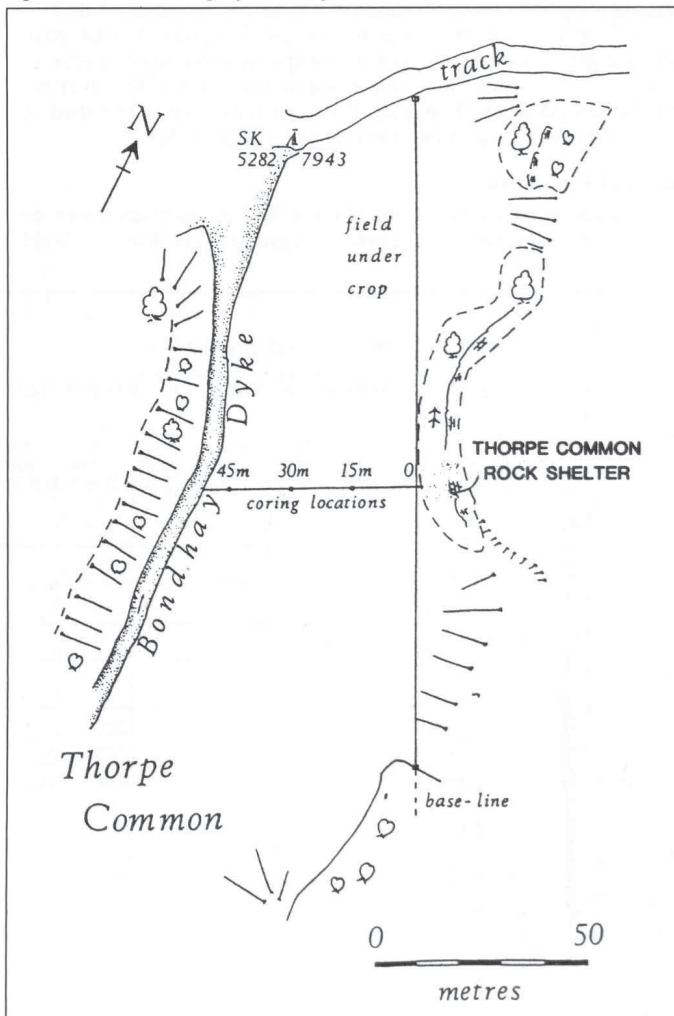 track
N
SK
5282 7943
field
under
crop
Bondhay Dyke
THORPE COMMON
ROCK SHELTER
45m 30m 15m 0
coring locations
Thorpe
Common
base-line
0 50
metres